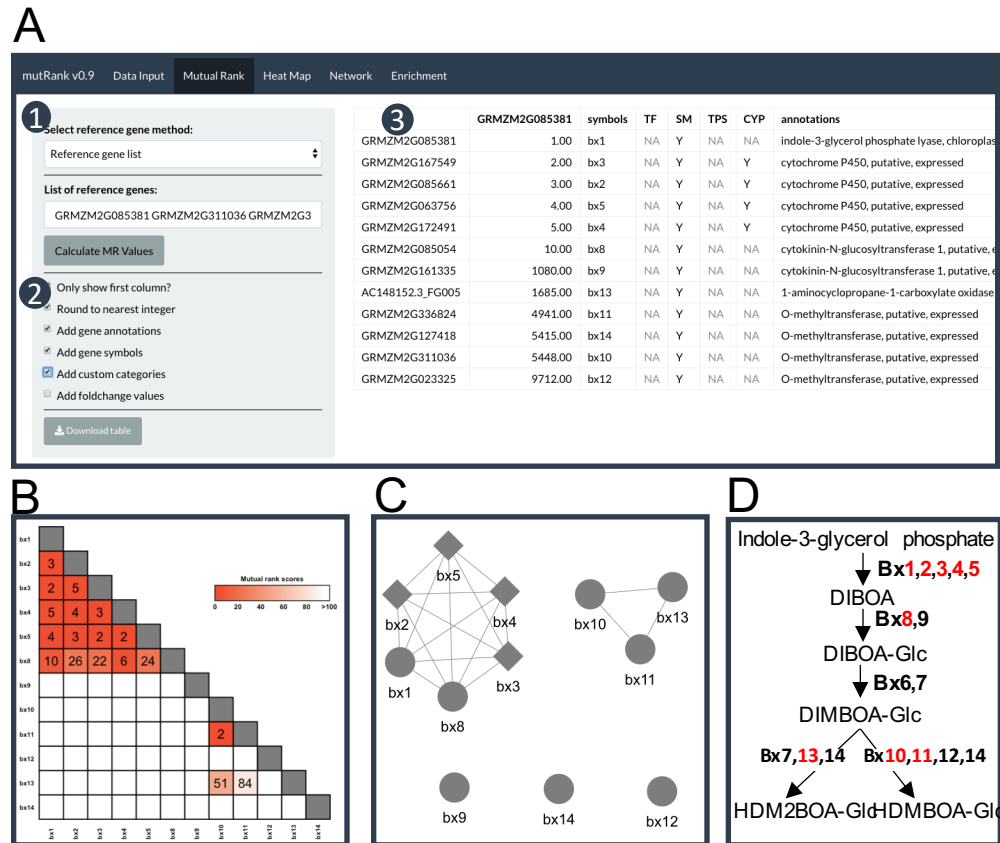 A
mutRank v0.9 Data Input Mutual Rank Heat Map Network Enrichment
1
Select reference gene method:
Reference gene list
List of reference genes:
GRMZM2G085381 GRMZM2G311036 GRMZM2G3
Calculate MR Values
2
Only show first column?
Round to nearest integer
Add gene annotations
Add gene symbols
Add custom categories
Add foldchange values
Download table
3
GRMZM2G085381 symbols TF SM TPS CYP annotations
GRMZM2G085381 1.00 bx1 NA Y NA NA indole-3-glycerol phosphate lyase, chloroplas
GRMZM2G167549 2.00 bx3 NA Y NA Y cytochrome P450, putative, expressed
GRMZM2G085661 3.00 bx2 NA Y NA Y cytochrome P450, putative, expressed
GRMZM2G063756 4.00 bx5 NA Y NA Y cytochrome P450, putative, expressed
GRMZM2G172491 5.00 bx4 NA Y NA Y cytochrome P450, putative, expressed
GRMZM2G085054 10.00 bx8 NA Y NA NA cytokinin-N-glucosyltransferase 1, putative, e
GRMZM2G161335 1080.00 bx9 NA Y NA NA cytokinin-N-glucosyltransferase 1, putative, e
AC148152.3_FG005 1685.00 bx13 NA Y NA NA 1-aminocyclopropane-1-carboxylate oxidase
GRMZM2G336824 4941.00 bx11 NA Y NA NA O-methyltransferase, putative, expressed
GRMZM2G127418 5415.00 bx14 NA Y NA NA O-methyltransferase, putative, expressed
GRMZM2G311036 5448.00 bx10 NA Y NA NA O-methyltransferase, putative, expressed
GRMZM2G023325 9712.00 bx12 NA Y NA NA O-methyltransferase, putative, expressed
B
Mutual rank scores
0 20 40 60 80 >100
bx1
bx2 3
bx3 2 5
bx4 5 4 3
bx5 4 3 2 2
bx8 10 26 22 6 24
bx9
bx10
bx11 2
bx12
bx13 51 84
bx14
bx1 bx2 bx3 bx4 bx5 bx8 bx9 bx10 bx11 bx12 bx13 bx14
C
bx5
bx2
bx4
bx1
bx3
bx8
bx10
bx13
bx11
bx9
bx14
bx12
D
Indole-3-glycerol phosphate
Bx1,2,3,4,5
DIBOA
Bx8,9
DIBOA-Glc
Bx6,7
DIMBOA-Glc
Bx7,13,14 Bx10,11,12,14
HDM2BOA-Glc HDMBOA-Glc